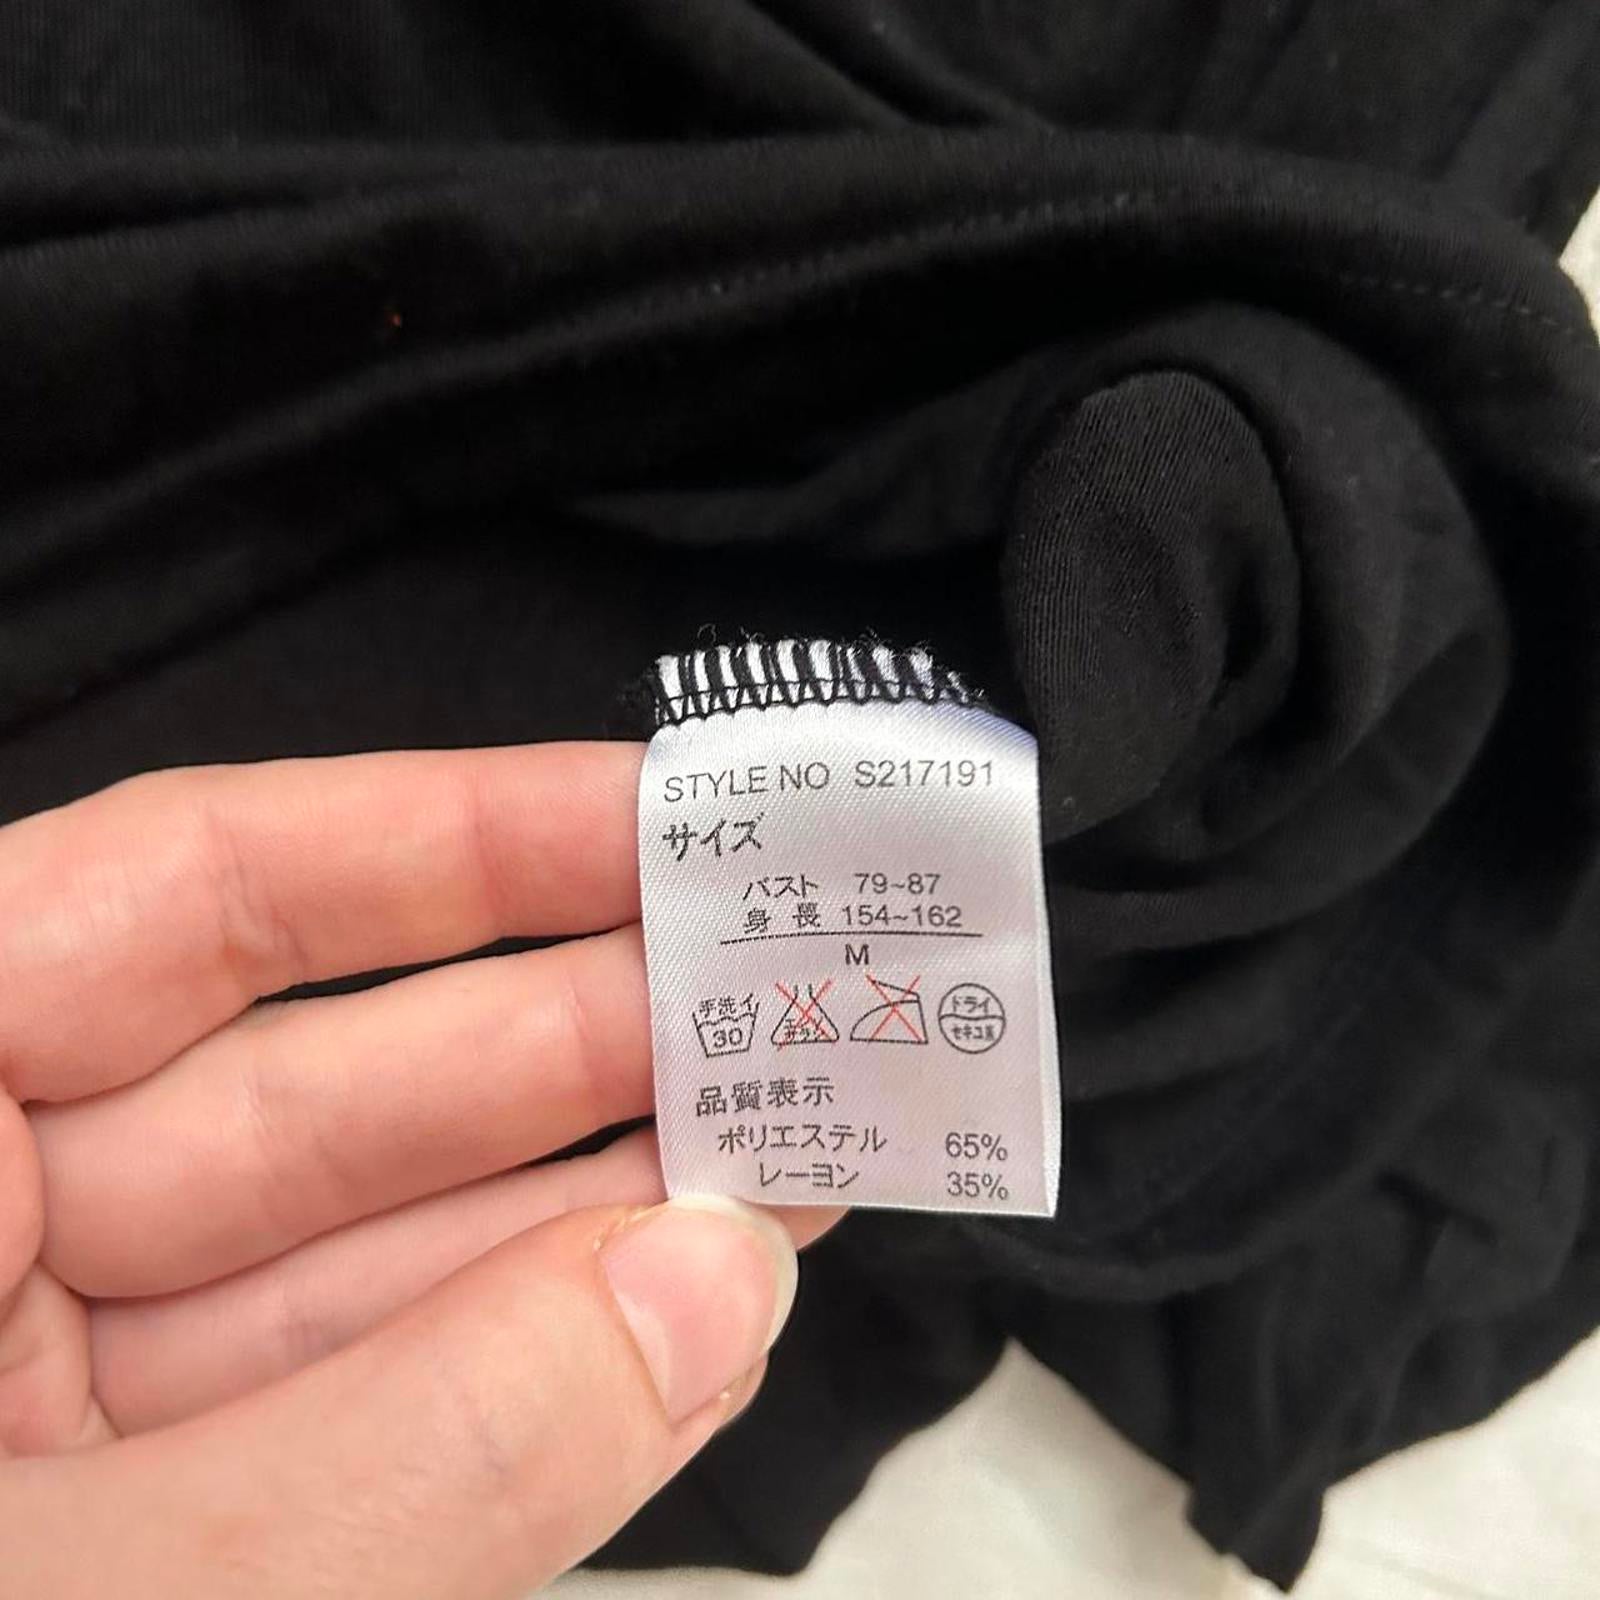 STYLE NO S217191
サイズ
バスト 79~87
身長 154~162
M
手洗イ 30 ドライ セキユ系
品質表示
ポリエステル 65%
レーヨン 35%